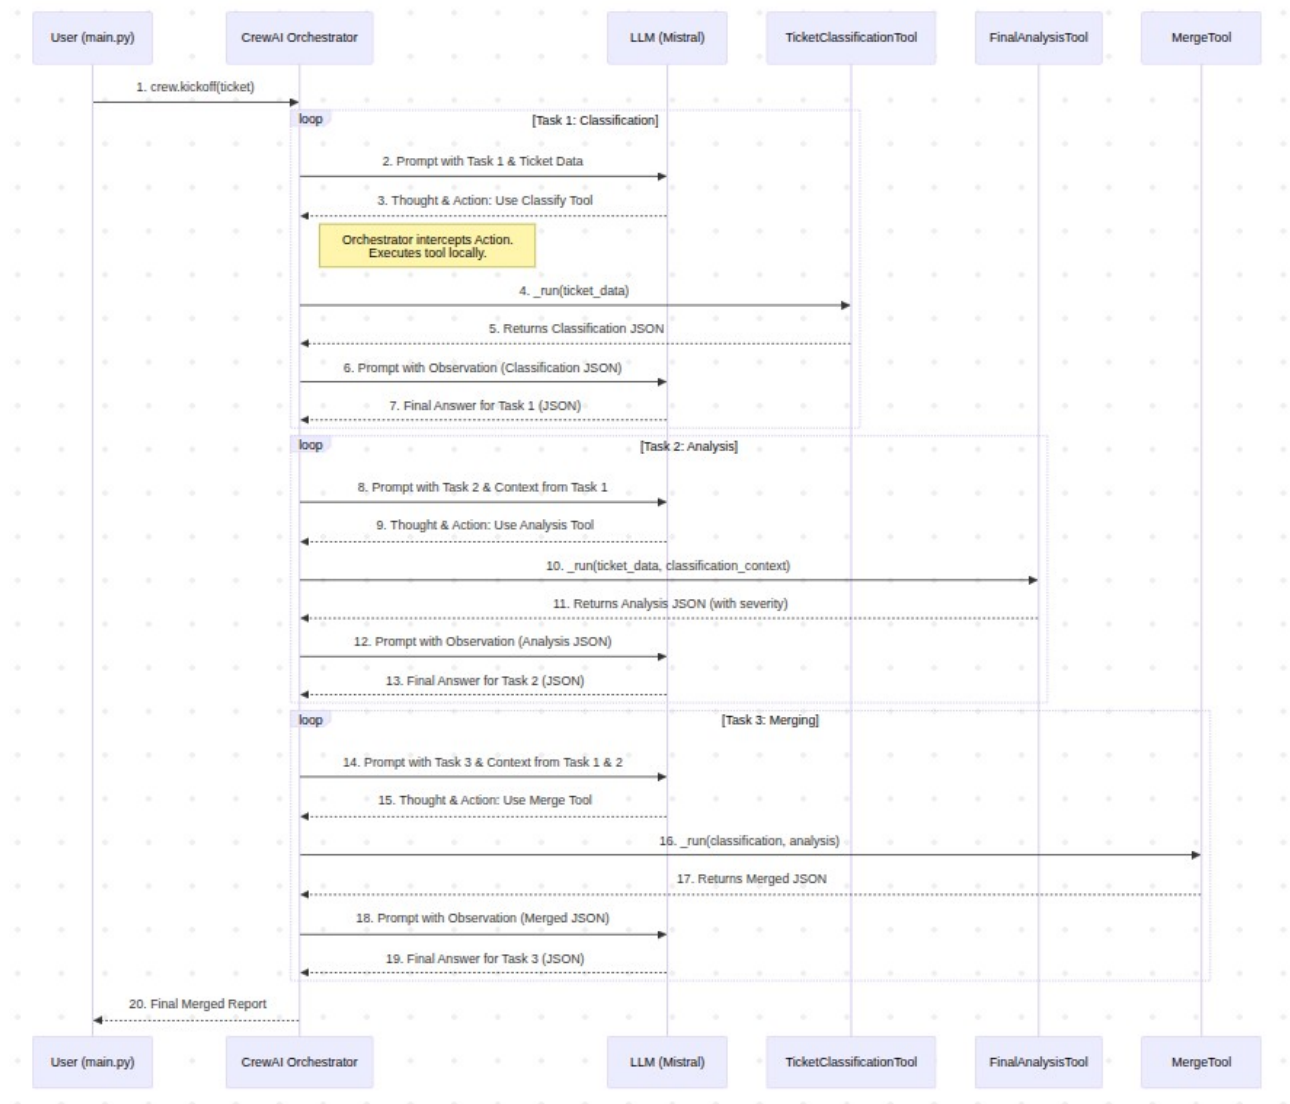 User (main.py)
CrewAI Orchestrator
LLM (Mistral)
TicketClassificationTool
FinalAnalysisTool
MergeTool
1. crew.kickoff(ticket)
loop
[Task 1: Classification]
2. Prompt with Task 1 & Ticket Data
3. Thought & Action: Use Classify Tool
Orchestrator intercepts Action.
Executes tool locally.
4. _run(ticket_data)
5. Returns Classification JSON
6. Prompt with Observation (Classification JSON)
7. Final Answer for Task 1 (JSON)
loop
[Task 2: Analysis]
8. Prompt with Task 2 & Context from Task 1
9. Thought & Action: Use Analysis Tool
10. _run(ticket_data, classification_context)
11. Returns Analysis JSON (with severity)
12. Prompt with Observation (Analysis JSON)
13. Final Answer for Task 2 (JSON)
loop
[Task 3: Merging]
14. Prompt with Task 3 & Context from Task 1 & 2
15. Thought & Action: Use Merge Tool
16. _run(classification, analysis)
17. Returns Merged JSON
18. Prompt with Observation (Merged JSON)
19. Final Answer for Task 3 (JSON)
20. Final Merged Report
User (main.py)
CrewAI Orchestrator
LLM (Mistral)
TicketClassificationTool
FinalAnalysisTool
MergeTool